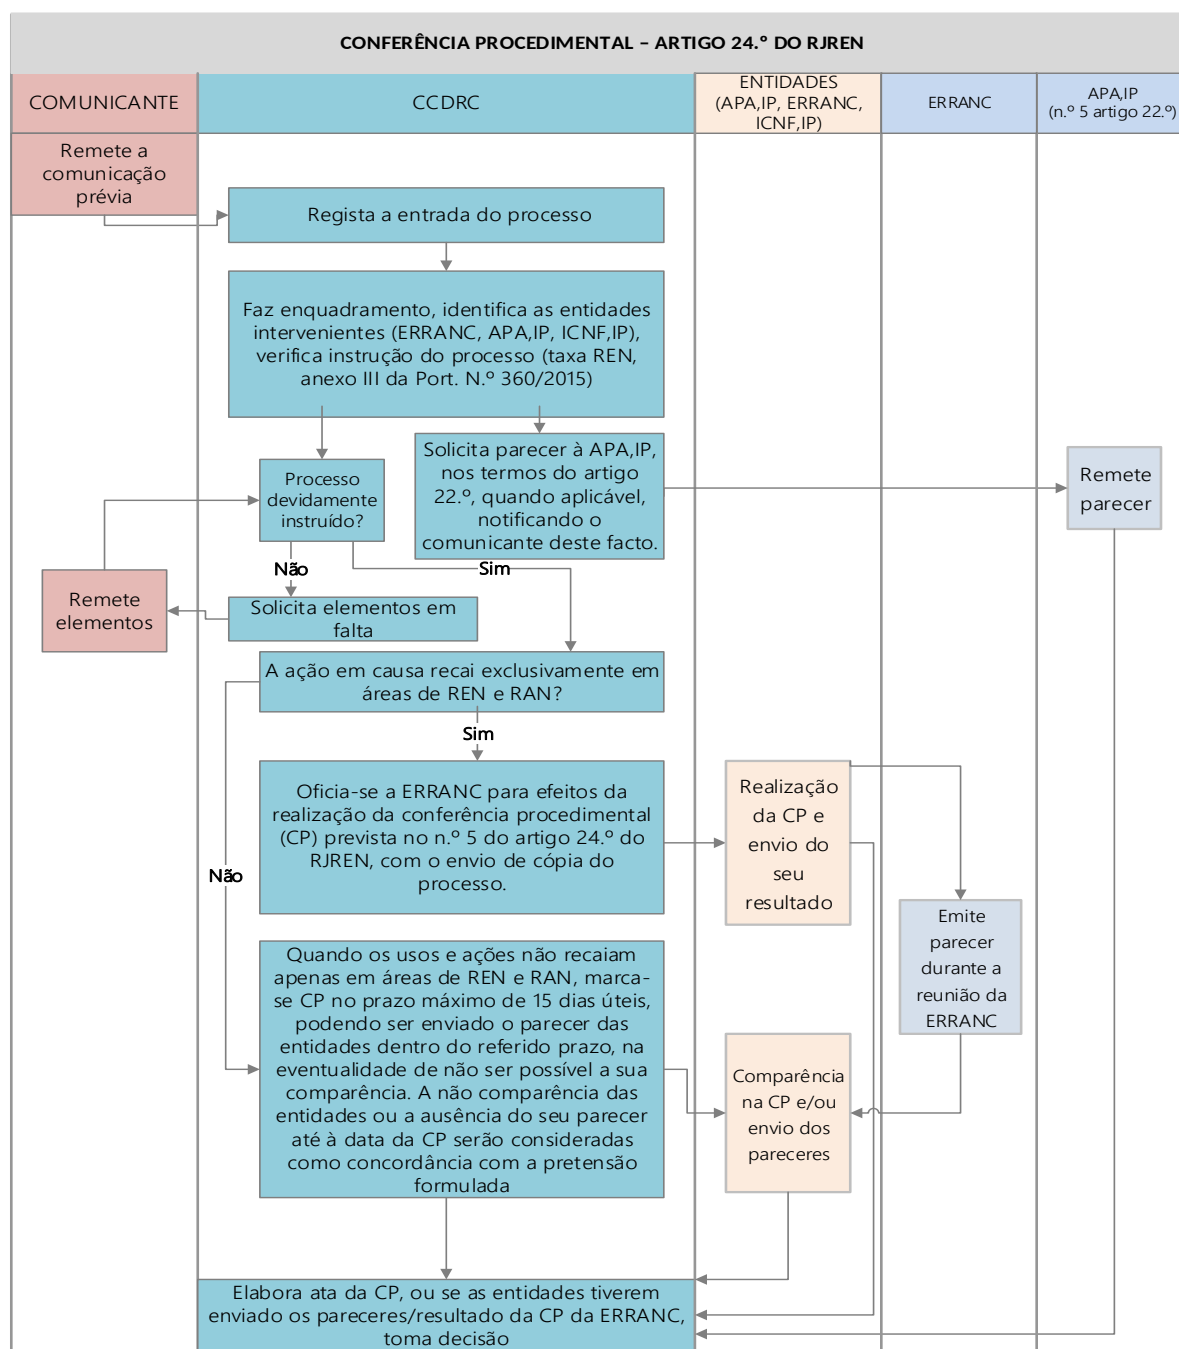 CONFERÊNCIA PROCEDIMENTAL – ARTIGO 24.º DO RJREN
COMUNICANTE
CCDRC
ENTIDADES
(APA,IP, ERRANC,
ICNF,IP)
ERRANC
APA,IP
(n.º 5 artigo 22.º)
Remete a
comunicação
prévia
Regista a entrada do processo
Faz enquadramento, identifica as entidades
intervenientes (ERRANC, APA,IP, ICNF,IP),
verifica instrução do processo (taxa REN,
anexo III da Port. N.º 360/2015)
Solicita parecer à APA,IP,
nos termos do artigo
22.º, quando aplicável,
notificando o
comunicante deste facto.
Remete
parecer
Processo
devidamente
instruído?
Não
Sim
Remete
elementos
Solicita elementos em
falta
A ação em causa recai exclusivamente em
áreas de REN e RAN?
Sim
Não
Oficia-se a ERRANC para efeitos da
realização da conferência procedimental
(CP) prevista no n.º 5 do artigo 24.º do
RJREN, com o envio de cópia do
processo.
Realização
da CP e
envio do
seu
resultado
Emite
parecer
durante a
reunião da
ERRANC
Quando os usos e ações não recaiam
apenas em áreas de REN e RAN, marca-
se CP no prazo máximo de 15 dias úteis,
podendo ser enviado o parecer das
entidades dentro do referido prazo, na
eventualidade de não ser possível a sua
comparência. A não comparência das
entidades ou a ausência do seu parecer
até à data da CP serão consideradas
como concordância com a pretensão
formulada
Comparência
na CP e/ou
envio dos
pareceres
Elabora ata da CP, ou se as entidades tiverem
enviado os pareceres/resultado da CP da ERRANC,
toma decisão